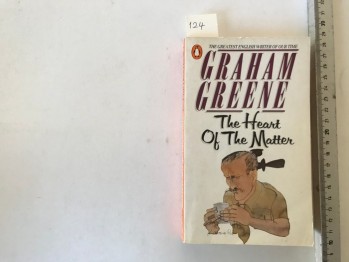 124
THE GREATEST ENGLISH WRITER OF OUR TIME
GRAHAM
GREENE
The Heart
Of The Matter